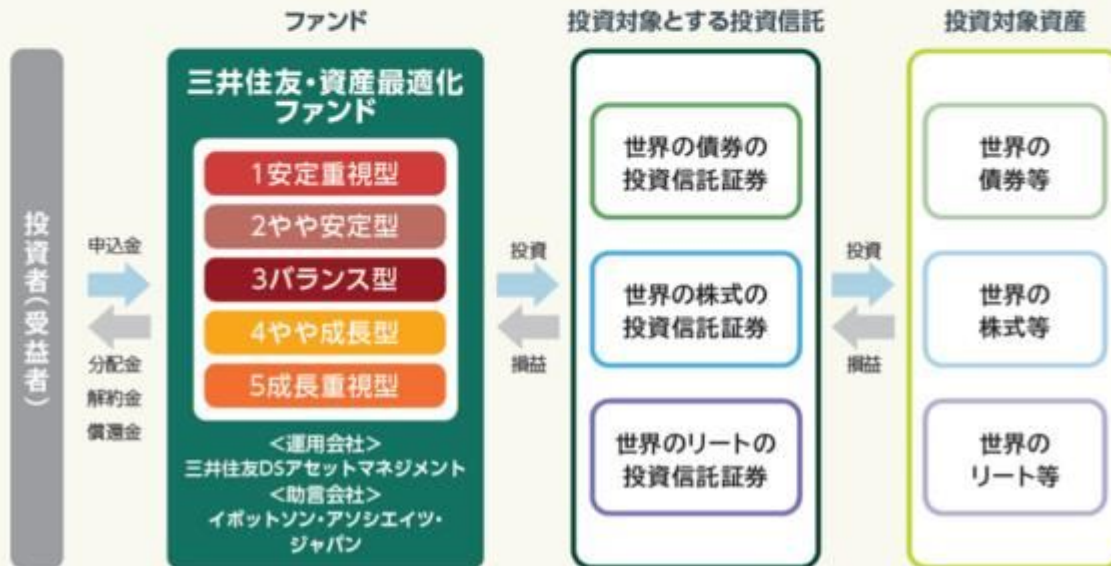 ファンド
投資対象とする投資信託
投資対象資産
投資者(受益者)
申込金
分配金
解約金
償還金
三井住友・資産最適化
ファンド
1安定重視型
2やや安定型
3バランス型
4やや成長型
5成長重視型
<運用会社>
三井住友DSアセットマネジメント
<助言会社>
イボットソン・アソシエイツ・
ジャパン
投資
損益
世界の債券の
投資信託証券
世界の株式の
投資信託証券
世界のリートの
投資信託証券
投資
損益
世界の
債券等
世界の
株式等
世界の
リート等